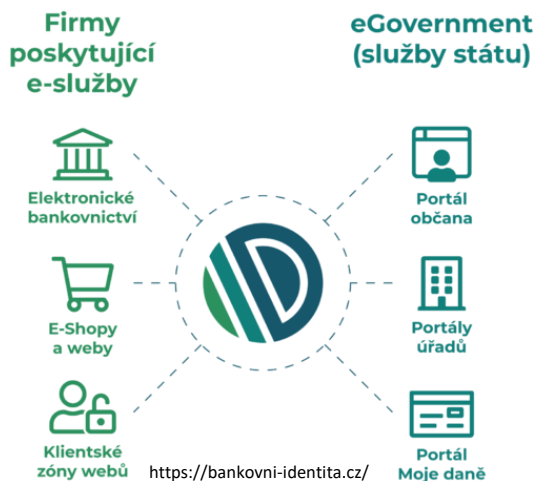 Firmy
poskytující
e-služby
eGovernment
(služby státu)
Elektronické
bankovnictví
Portál
občana
E-Shopy
a weby
Portály
úřadů
Klientské
zóny webů
https://bankovni-identita.cz/
Portál
Moje daně